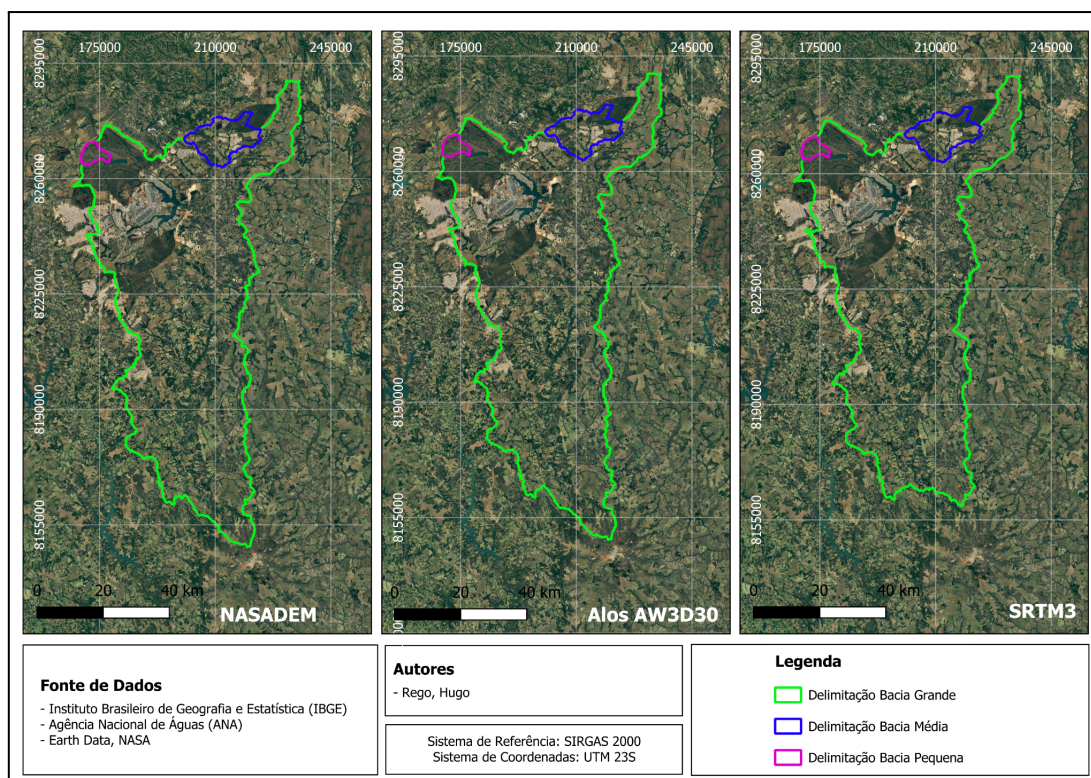 175000 210000 245000
8295000
8260000
8225000
8190000
8155000
0 20 40 km
NASADEM
175000 210000 245000
8295000
8260000
8225000
8190000
8155000
0 20 40 km
Alos AW3D30
175000 210000 245000
8295000
8260000
8225000
8190000
8155000
0 20 40 km
SRTM3
Fonte de Dados
- Instituto Brasileiro de Geografia e Estatística (IBGE)
- Agência Nacional de Águas (ANA)
- Earth Data, NASA
Autores
- Rego, Hugo
Sistema de Referência: SIRGAS 2000
Sistema de Coordenadas: UTM 23S
Legenda
Delimitação Bacia Grande
Delimitação Bacia Média
Delimitação Bacia Pequena